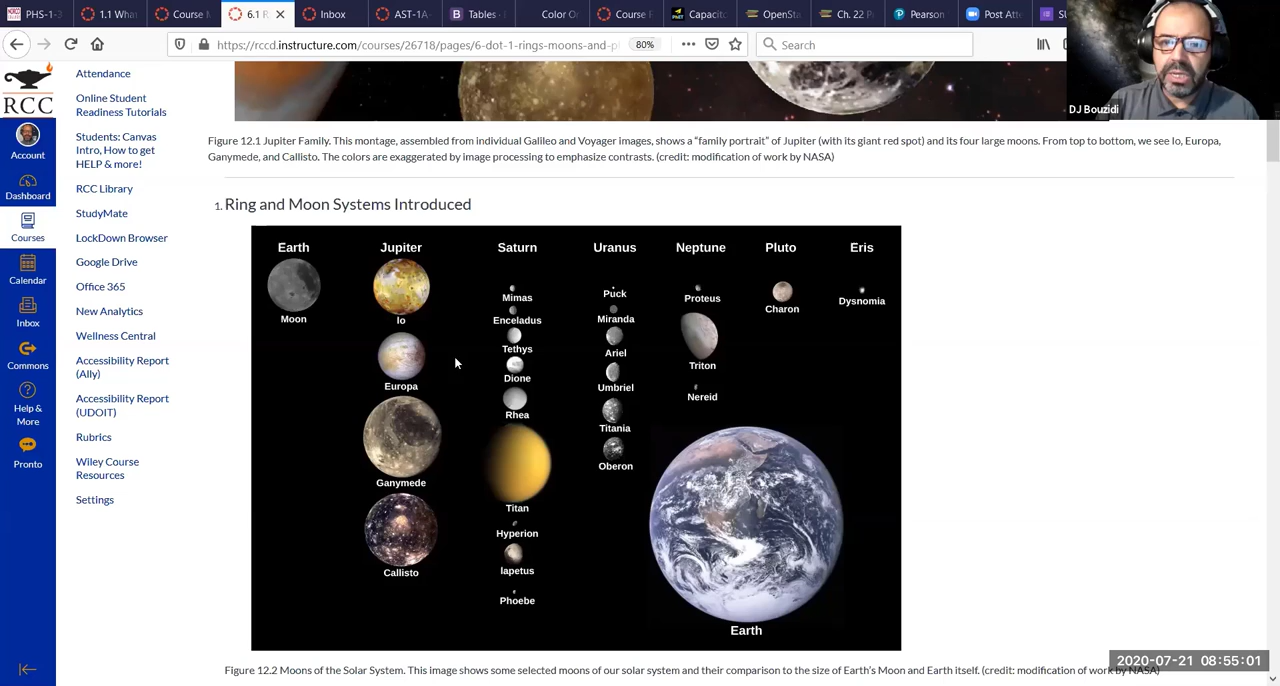 PHS-1-3
1.1 What
Course M
6.1 R
Inbox
AST-1A-
Tables -
Color Or
Course R
Capacito
OpenSta
Ch. 22 P
Pearson
Post Atte
https://rccd.instructure.com/courses/26718/pages/6-dot-1-rings-moons-and-p
80%
Search
RCC
Account
Dashboard
Courses
Calendar
Inbox
Commons
Help &
More
Pronto
Attendance
Online Student
Readiness Tutorials
Students: Canvas
Intro, How to get
HELP & more!
RCC Library
StudyMate
LockDown Browser
Google Drive
Office 365
New Analytics
Wellness Central
Accessibility Report
(Ally)
Accessibility Report
(UDOIT)
Rubrics
Wiley Course
Resources
Settings
DJ Bouzidi
Figure 12.1 Jupiter Family. This montage, assembled from individual Galileo and Voyager images, shows a “family portrait” of Jupiter (with its giant red spot) and its four large moons. From top to bottom, we see Io, Europa,
Ganymede, and Callisto. The colors are exaggerated by image processing to emphasize contrasts. (credit: modification of work by NASA)
1. Ring and Moon Systems Introduced
Earth
Jupiter
Saturn
Uranus
Neptune
Pluto
Eris
Moon
Io
Europa
Ganymede
Callisto
Mimas
Enceladus
Tethys
Dione
Rhea
Titan
Hyperion
Iapetus
Phoebe
Puck
Miranda
Ariel
Umbriel
Titania
Oberon
Proteus
Triton
Nereid
Charon
Dysnomia
Earth
Figure 12.2 Moons of the Solar System. This image shows some selected moons of our solar system and their comparison to the size of Earth’s Moon and Earth itself. (credit: modification of work by NASA)
2020-07-21 08:55:01